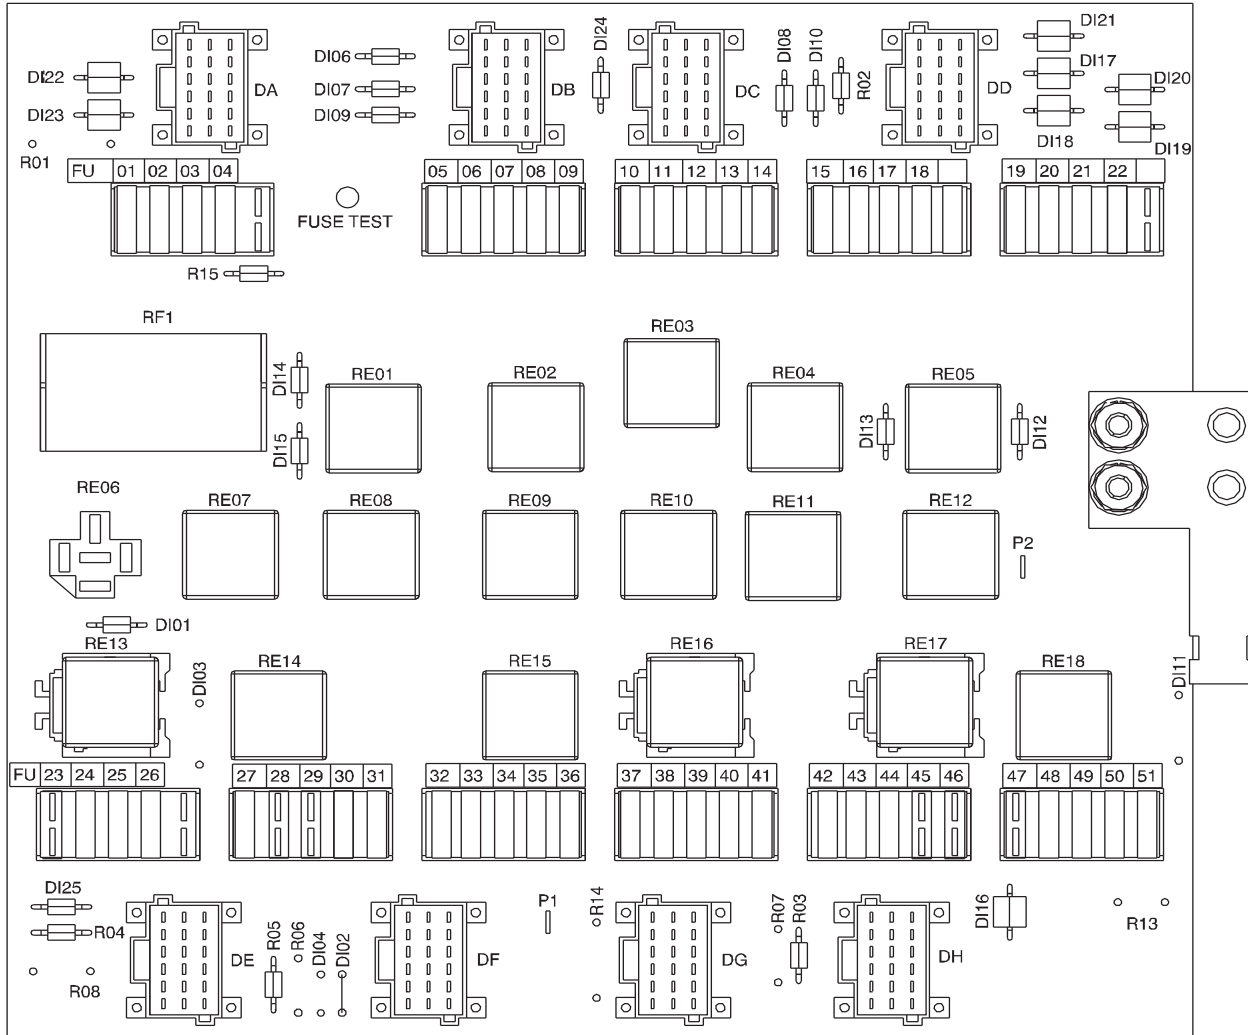 DI22
DI23
R01
DA
DI06
DI07
DI09
DB
DI24
DC
DI08
DI10
R02
DD
DI21
DI17
DI18
DI20
DI19
FU 01 02 03 04
FUSE TEST
05 06 07 08 09
10 11 12 13 14
15 16 17 18
19 20 21 22
R15
RF1
DI14
DI15
RE01
RE02
RE03
RE04
RE05
DI13
DI12
RE06
RE07
RE08
RE09
RE10
RE11
RE12
P2
DI01
RE13
DI03
RE14
RE15
RE16
RE17
RE18
DI11
FU 23 24 25 26
27 28 29 30 31
32 33 34 35 36
37 38 39 40 41
42 43 44 45 46
47 48 49 50 51
DI25
R04
R08
DE
R05
R06
DI04
DI02
DF
P1
R14
DG
R07
R03
DH
DI16
R13